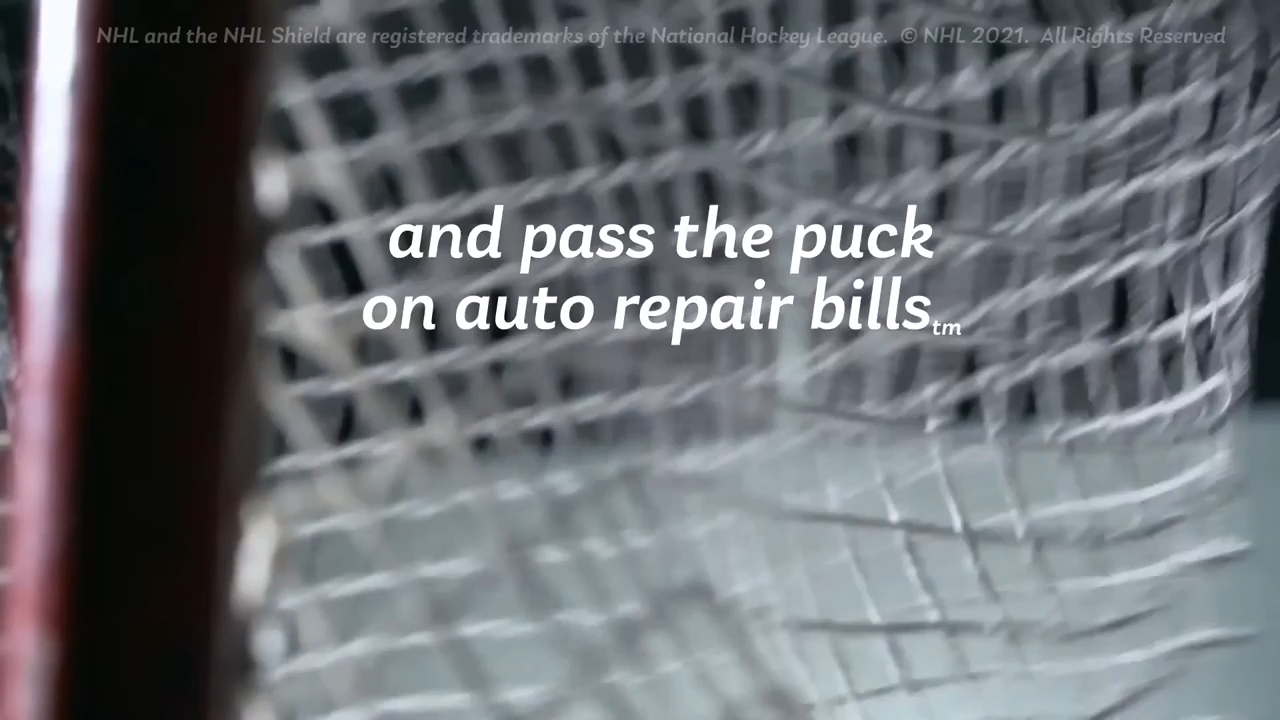 NHL and the NHL Shield are registered trademarks of the National Hockey League. © NHL 2021. All Rights Reserved
and pass the puck
on auto repair bills tm